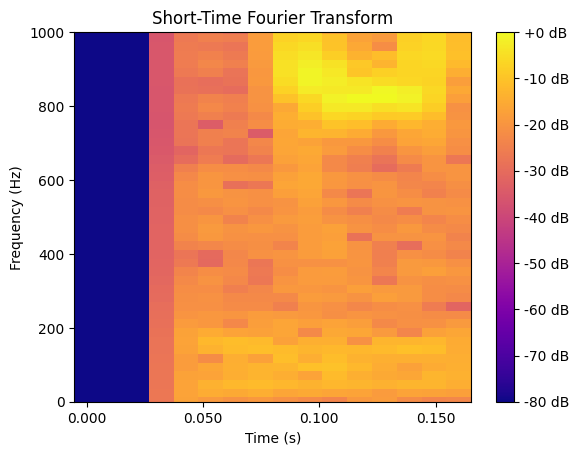 Short-Time Fourier Transform
Frequency (Hz)
1000
800
600
400
200
0
0.000
0.050
0.100
0.150
Time (s)
+0 dB
-10 dB
-20 dB
-30 dB
-40 dB
-50 dB
-60 dB
-70 dB
-80 dB